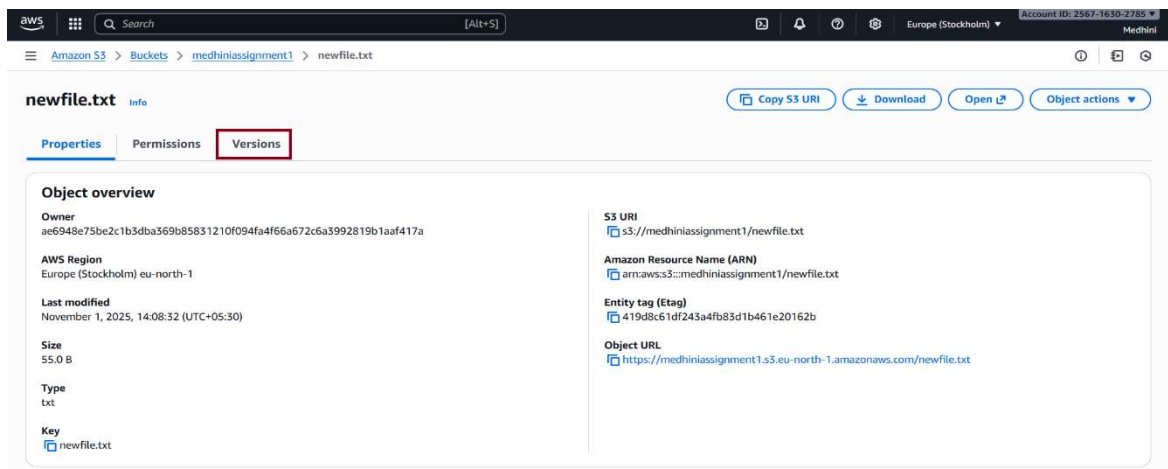 aws
Search
[Alt+S]
Europe (Stockholm) ▼
Account ID: 2567-1630-2785 ▼
Medhini
Amazon S3 > Buckets > medhiniassignment1 > newfile.txt
newfile.txt Info
Copy S3 URI
Download
Open
Object actions ▼
Properties
Permissions
Versions
Object overview
Owner
ae6948e75be2c1b3dba369b85831210f094fa4f66a672c6a3992819b1aaf417a
AWS Region
Europe (Stockholm) eu-north-1
Last modified
November 1, 2025, 14:08:32 (UTC+05:30)
Size
55.0 B
Type
txt
Key
newfile.txt
S3 URI
s3://medhiniassignment1/newfile.txt
Amazon Resource Name (ARN)
arn:aws:s3:::medhiniassignment1/newfile.txt
Entity tag (Etag)
419d8c61df243a4fb83d1b461e20162b
Object URL
https://medhiniassignment1.s3.eu-north-1.amazonaws.com/newfile.txt